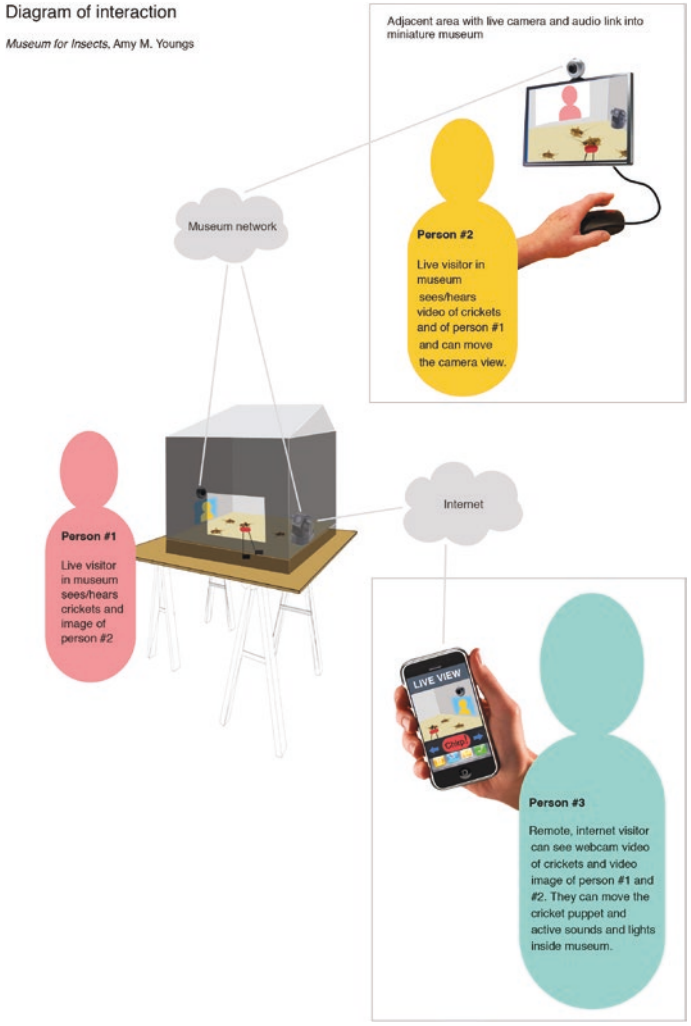 Diagram of interaction
Museum for Insects, Amy M. Youngs
Adjacent area with live camera and audio link into
miniature museum
Museum network
Person #2
Live visitor in
museum
sees/hears
video of crickets
and of person #1
and can move
the camera view.
Person #1
Live visitor
in museum
sees/hears
crickets and
image of
person #2
Internet
LIVE VIEW
Chirp!
Person #3
Remote, internet visitor
can see webcam video
of crickets and video
image of person #1 and
#2. They can move the
cricket puppet and
active sounds and lights
inside museum.